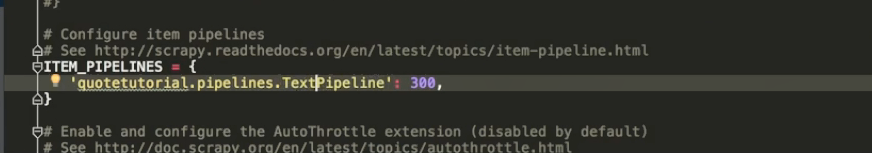 #}
# Configure item pipelines
# See http://scrapy.readthedocs.org/en/latest/topics/item-pipeline.html
ITEM_PIPELINES = {
'quotetutorial.pipelines.TextPipeline': 300,
}
# Enable and configure the AutoThrottle extension (disabled by default)
# See http://doc.scrapy.org/en/latest/topics/autothrottle.html